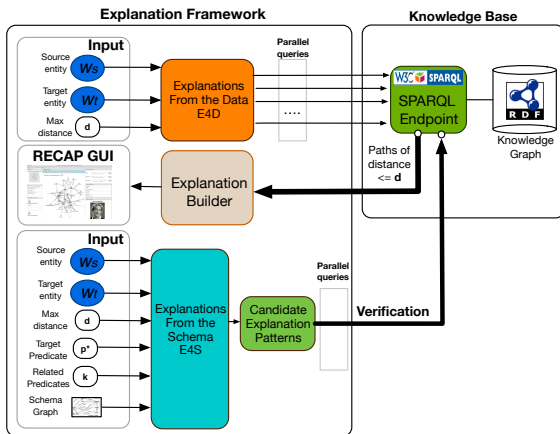 Explanation Framework
Knowledge Base
Input
Source
entity
Ws
Target
entity
Wt
Max
distance
d
Explanations
From the Data
E4D
Parallel
queries
....
W3C SPARQL
SPARQL
Endpoint
RDF
Knowledge
Graph
Paths of
distance
<= d
RECAP GUI
Explanation
Builder
Input
Source
entity
Ws
Target
entity
Wt
Max
distance
d
Target
Predicate
p*
Related
Predicates
k
Schema
Graph
Explanations
From the
Schema
E4S
Candidate
Explanation
Patterns
Parallel
queries
Verification